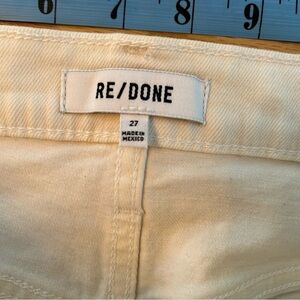 6 7 8 9
RE/DONE
27
MADE IN
MEXICO